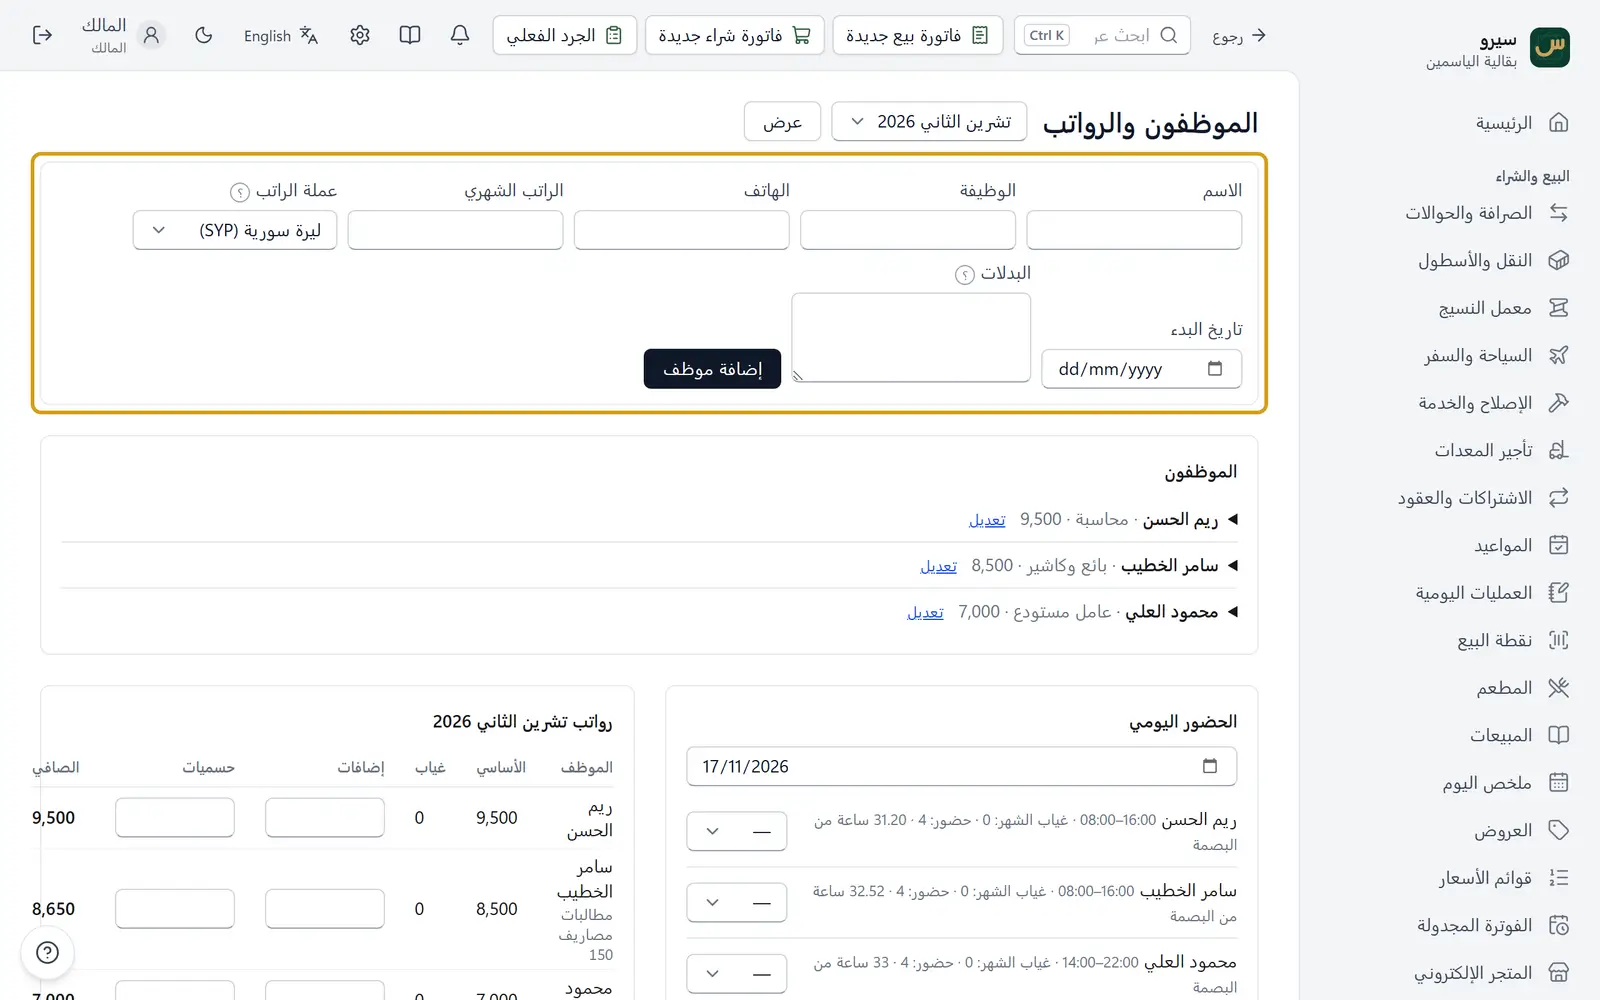 سيرو
بقالية الياسمين
رجوع
ابحث عر
Ctrl K
فاتورة بيع جديدة
فاتورة شراء جديدة
الجرد الفعلي
English
المالك
المالك
الرئيسية
البيع والشراء
الصرافة والحوالات
النقل والأسطول
معمل النسيج
السياحة والسفر
الإصلاح والخدمة
تأجير المعدات
الاشتراكات والعقود
المواعيد
العمليات اليومية
نقطة البيع
المطعم
المبيعات
ملخص اليوم
العروض
قوائم الأسعار
الفوترة المجدولة
المتجر الإلكتروني
الموظفون والرواتب
تشرين الثاني 2026
عرض
الاسم
الوظيفة
الهاتف
الراتب الشهري
عملة الراتب ؟
ليرة سورية (SYP)
تاريخ البدء
dd/mm/yyyy
البدلات ؟
إضافة موظف
الموظفون
ريم الحسن · محاسبة · 9,500 تعديل
سامر الخطيب · بائع وكاشير · 8,500 تعديل
محمود العلي · عامل مستودع · 7,000 تعديل
الحضور اليومي
17/11/2026
ريم الحسن 08:00–16:00 · غياب الشهر: 0 · حضور: 4 · 31.20 ساعة من
البصمة
—
سامر الخطيب 08:00–16:00 · غياب الشهر: 0 · حضور: 4 · 32.52 ساعة
من البصمة
—
محمود العلي 14:00–22:00 · غياب الشهر: 0 · حضور: 4 · 33 ساعة من
البصمة
—
رواتب تشرين الثاني 2026
الموظف الأساسي غياب إضافات حسميات الصافي
ريم
الحسن
9,500 0 9,500
سامر
الخطيب
مطالبات
مصاريف
150
8,500 0 8,650
محمود
7,000 0 7,000